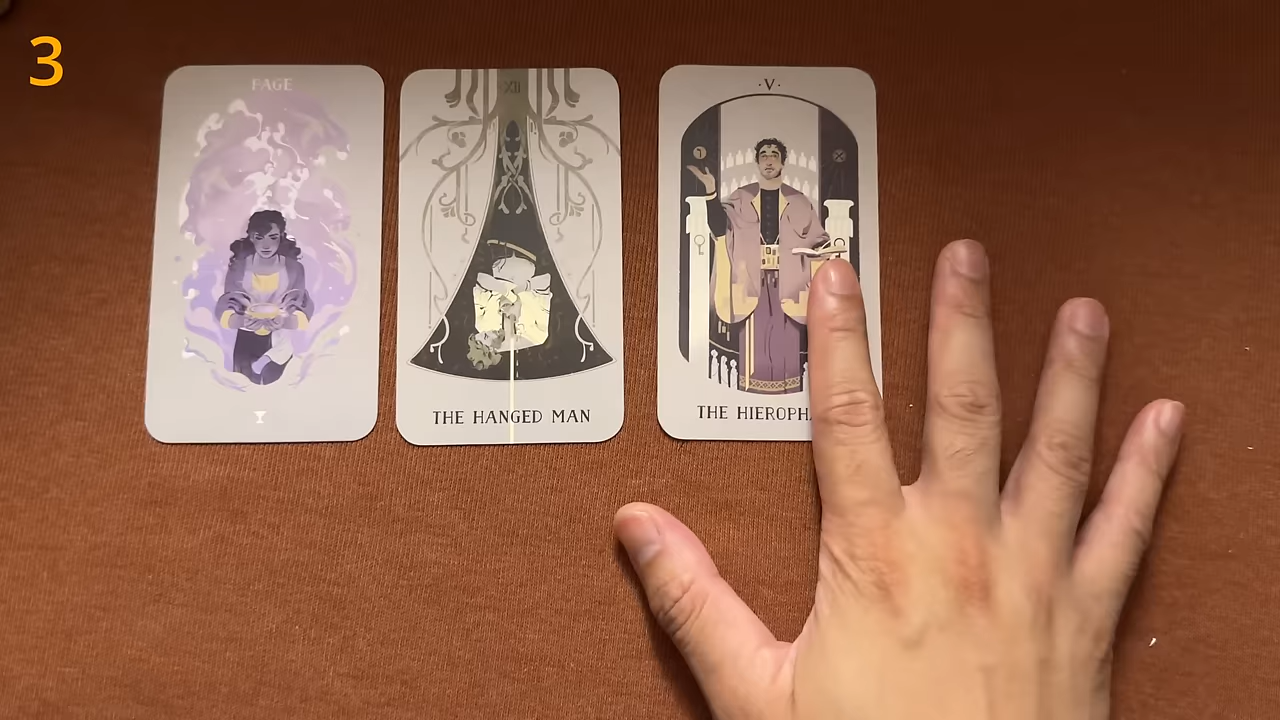 3
PAGE
XII
THE HANGED MAN
·V·
THE HIEROPHA